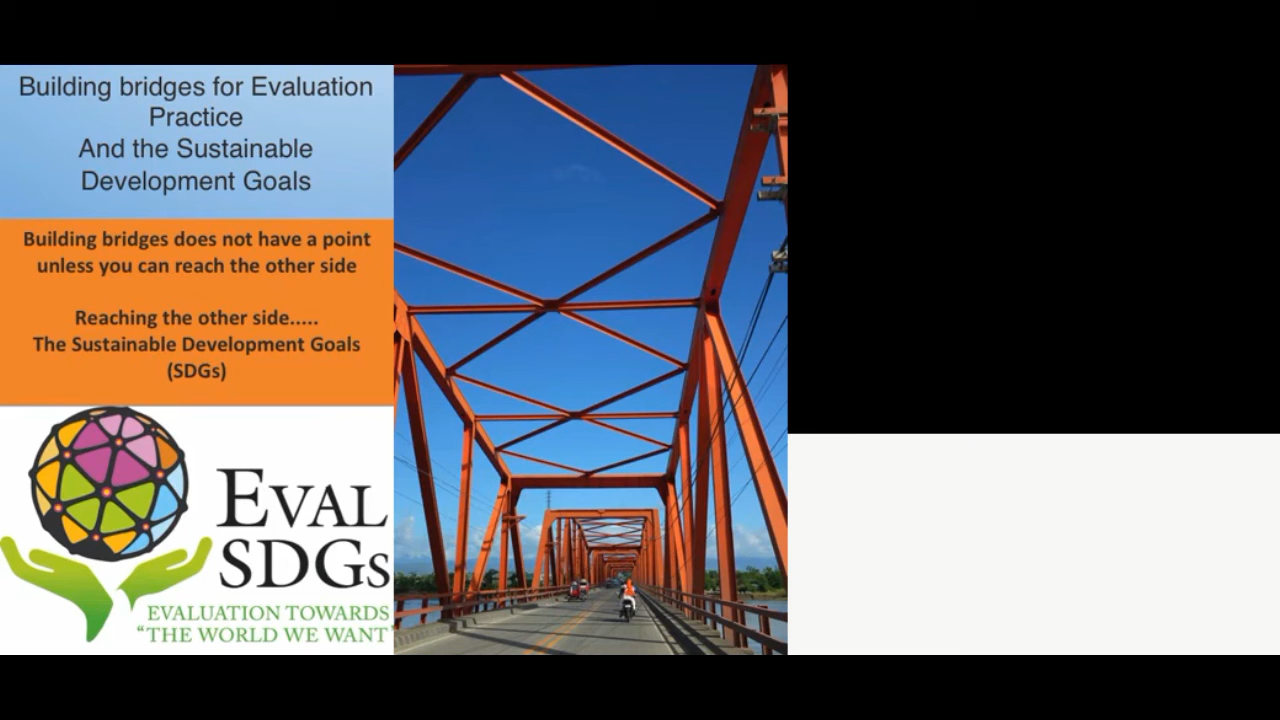 Building bridges for Evaluation
Practice
And the Sustainable
Development Goals
Building bridges does not have a point
unless you can reach the other side
Reaching the other side.....
The Sustainable Development Goals
(SDGs)
EVAL
SDGs
EVALUATION TOWARDS
“THE WORLD WE WANT